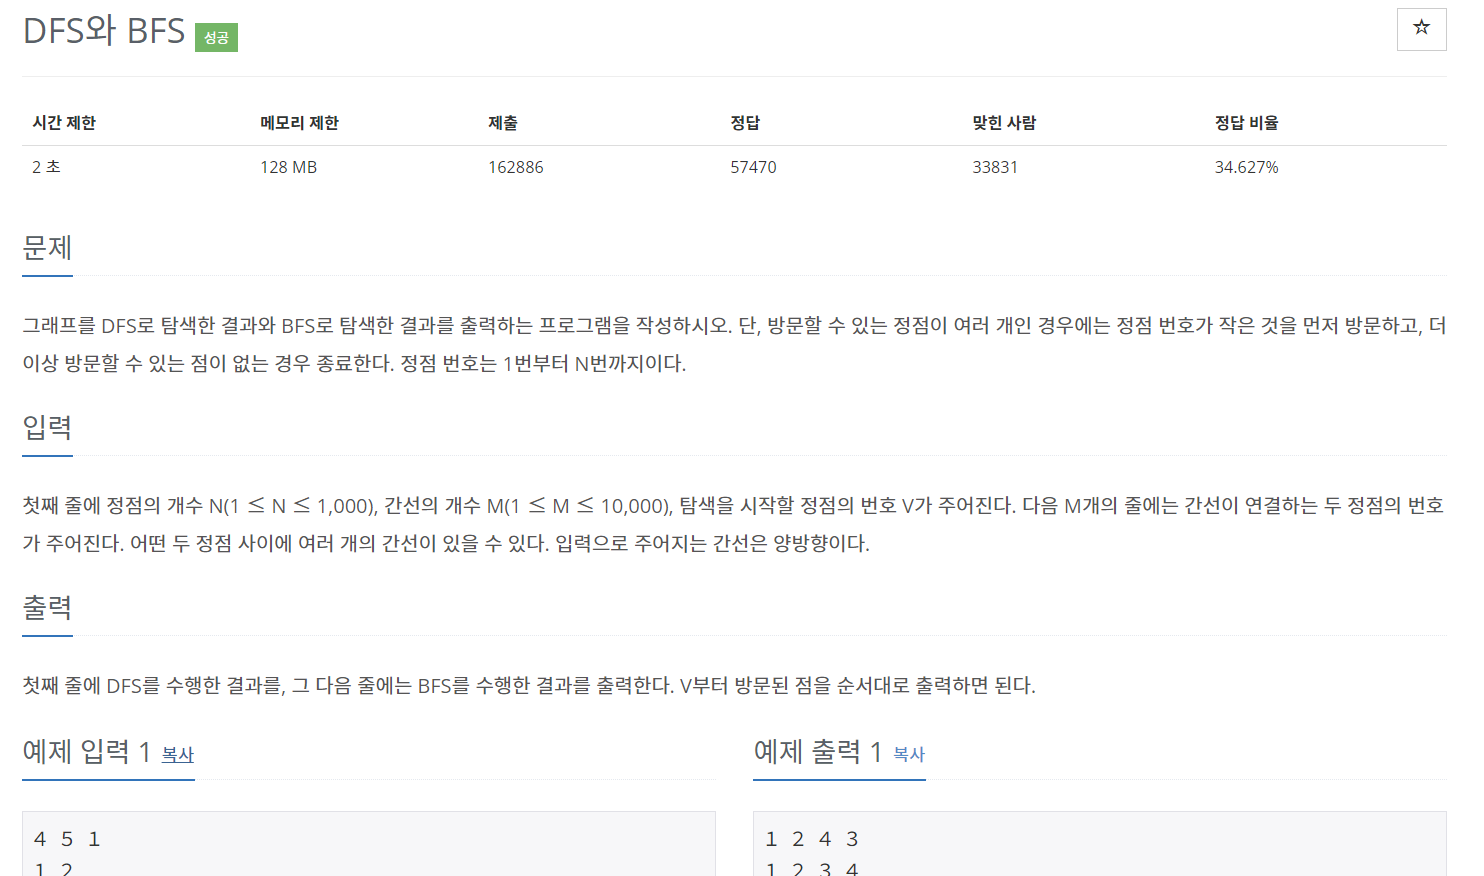 DFS와 BFS 성공
☆
시간 제한 메모리 제한 제출 정답 맞힌 사람 정답 비율
2 초 128 MB 162886 57470 33831 34.627%
문제
그래프를 DFS로 탐색한 결과와 BFS로 탐색한 결과를 출력하는 프로그램을 작성하시오. 단, 방문할 수 있는 정점이 여러 개인 경우에는 정점 번호가 작은 것을 먼저 방문하고, 더
이상 방문할 수 있는 점이 없는 경우 종료한다. 정점 번호는 1번부터 N번까지이다.
입력
첫째 줄에 정점의 개수 N(1 ≤ N ≤ 1,000), 간선의 개수 M(1 ≤ M ≤ 10,000), 탐색을 시작할 정점의 번호 V가 주어진다. 다음 M개의 줄에는 간선이 연결하는 두 정점의 번호
가 주어진다. 어떤 두 정점 사이에 여러 개의 간선이 있을 수 있다. 입력으로 주어지는 간선은 양방향이다.
출력
첫째 줄에 DFS를 수행한 결과를, 그 다음 줄에는 BFS를 수행한 결과를 출력한다. V부터 방문된 점을 순서대로 출력하면 된다.
예제 입력 1 복사
4 5 1
1 2
예제 출력 1 복사
1 2 4 3
1 2 3 4